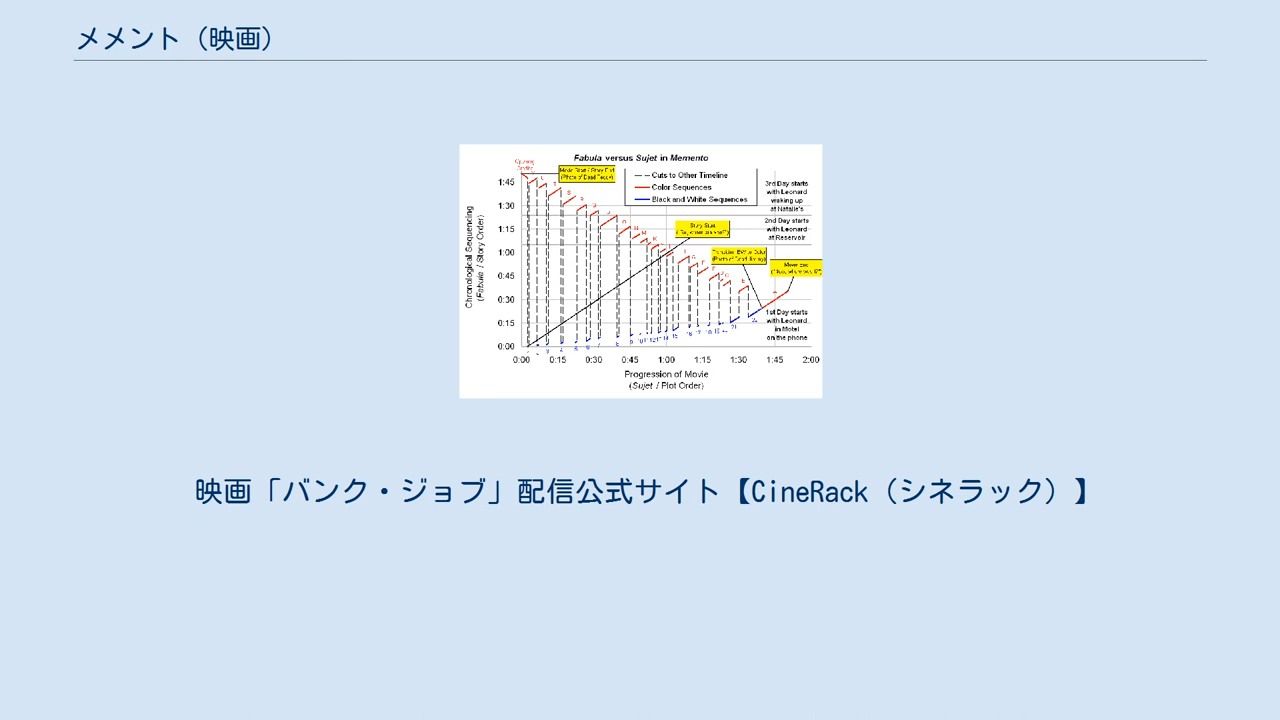 メメント（映画）
Fabula versus Sujet in Memento
Cuts to Other Timeline
Color Sequences
Black and White Sequences
3rd Day starts
with Leonard
waking up
at Natalie's
2nd Day starts
with Leonard
at Reservoir
1st Day starts
with Leonard
in Motel
on the phone
Chronological Sequencing
(Fabula / Story Order)
1:45
1:30
1:15
1:00
0:45
0:30
0:15
0:00
0:00 0:15 0:30 0:45 1:00 1:15 1:30 1:45 2:00
Progression of Movie
(Sujet / Plot Order)
映画「バンク・ジョブ」配信公式サイト【CineRack（シネラック）】